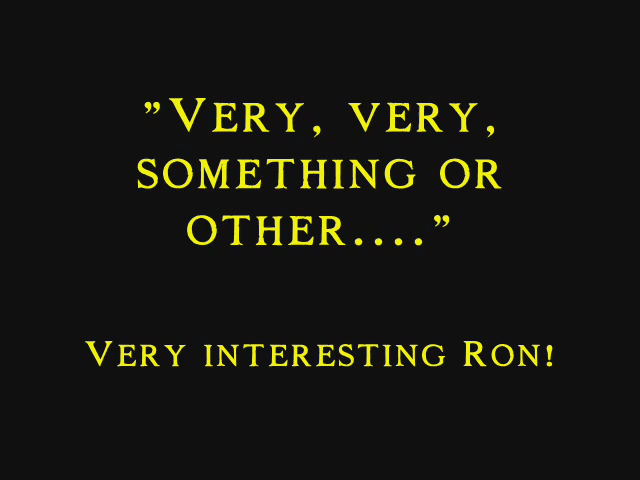 ”Very, very,
something or
other....”
Very interesting Ron!